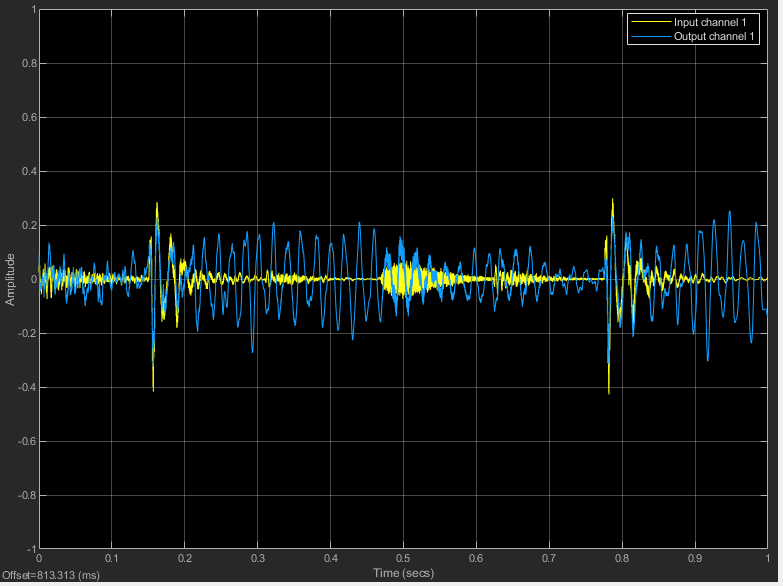 1
Input channel 1
Output channel 1
0.8
0.6
0.4
0.2
0
-0.2
-0.4
-0.6
-0.8
-1
Amplitude
0 0.1 0.2 0.3 0.4 0.5 0.6 0.7 0.8 0.9 1
Time (secs)
Offset=813.313 (ms)